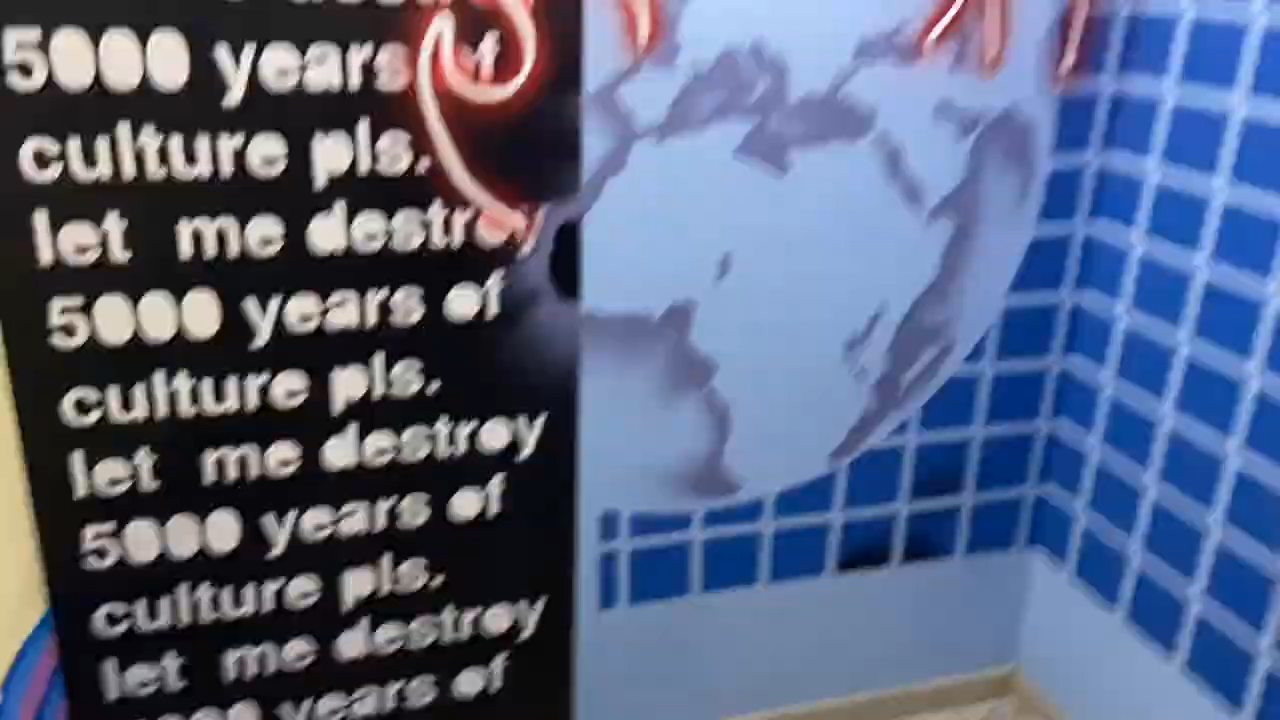 5000 years of
culture pls.
let me destroy
5000 years of
culture pls.
let me destroy
5000 years of
culture pls.
let me destroy
years of